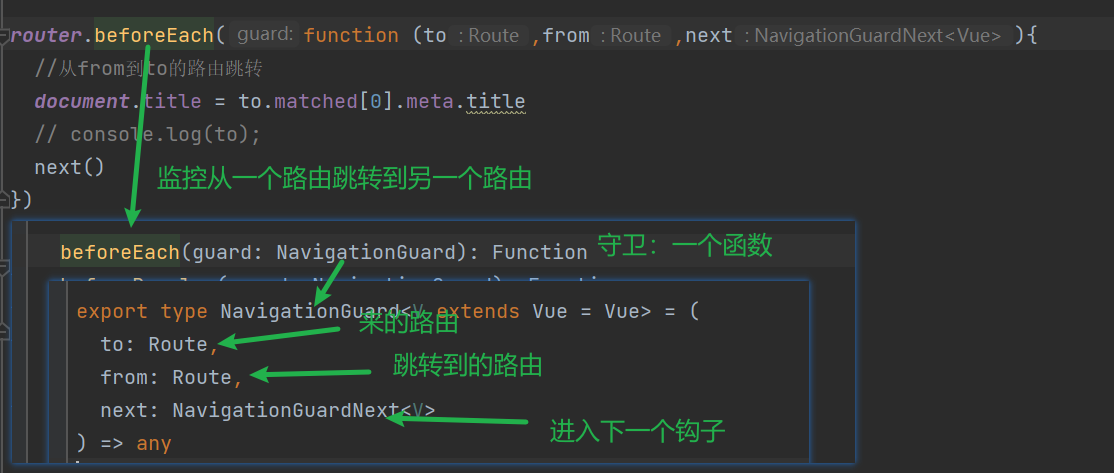 router.beforeEach( guard: function (to : Route ,from : Route ,next : NavigationGuardNext<Vue> ){
//从from到to的路由跳转
document.title = to.matched[0].meta.title
// console.log(to);
next()
监控从一个路由跳转到另一个路由
})
beforeEach(guard: NavigationGuard): Function 守卫：一个函数
export type NavigationGuard<V extends Vue = Vue> = (
来的路由
to: Route,
跳转到的路由
from: Route,
next: NavigationGuardNext<V>
进入下一个钩子
) => any